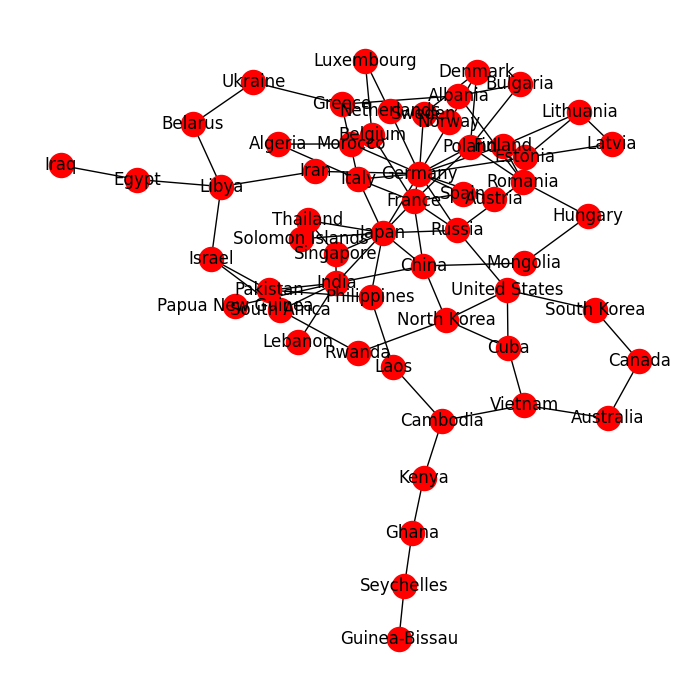 Luxembourg
Denmark
Ukraine
Bulgaria
Albania
Greece
Netherlands
Sweden
Lithuania
Belarus
Norway
Belgium
Algeria
Morocco
Poland
Finland
Latvia
Estonia
Iraq
Egypt
Iran
Germany
Italy
Romania
Libya
Spain
France
Austria
Hungary
Thailand
Japan
Russia
Solomon Islands
Singapore
Israel
China
Mongolia
India
Pakistan
United States
Philippines
Papua New Guinea
South Africa
South Korea
North Korea
Lebanon
Rwanda
Cuba
Canada
Laos
Vietnam
Australia
Cambodia
Kenya
Ghana
Seychelles
Guinea-Bissau